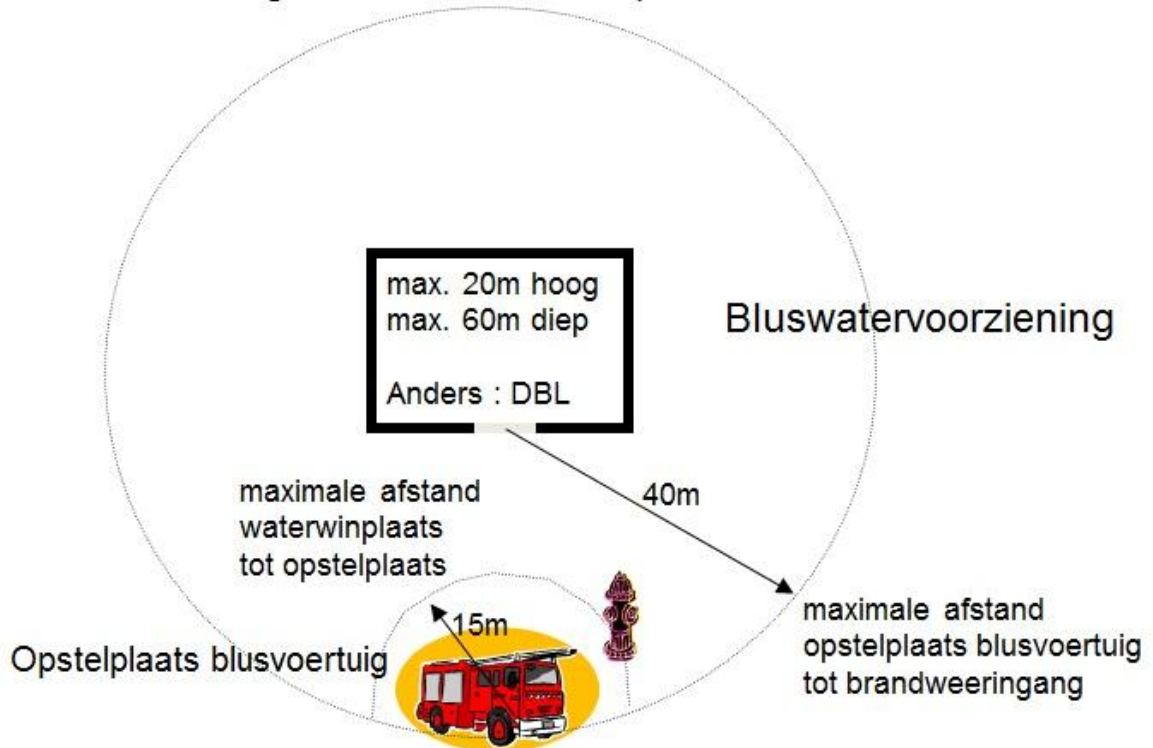 max. 20m hoog
max. 60m diep
Anders : DBL
Bluswatervoorziening
40m
maximale afstand
waterwinplaats
tot opstelplaats
15m
Opstelplaats blusvoertuig
maximale afstand
opstelplaats blusvoertuig
tot brandweeringang